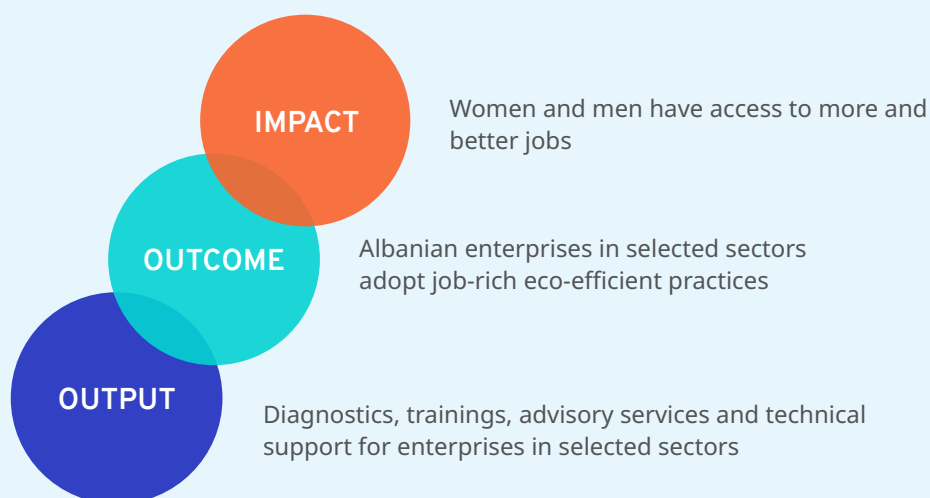 IMPACT
Women and men have access to more and
better jobs
OUTCOME
Albanian enterprises in selected sectors
adopt job-rich eco-efficient practices
OUTPUT
Diagnostics, trainings, advisory services and technical
support for enterprises in selected sectors